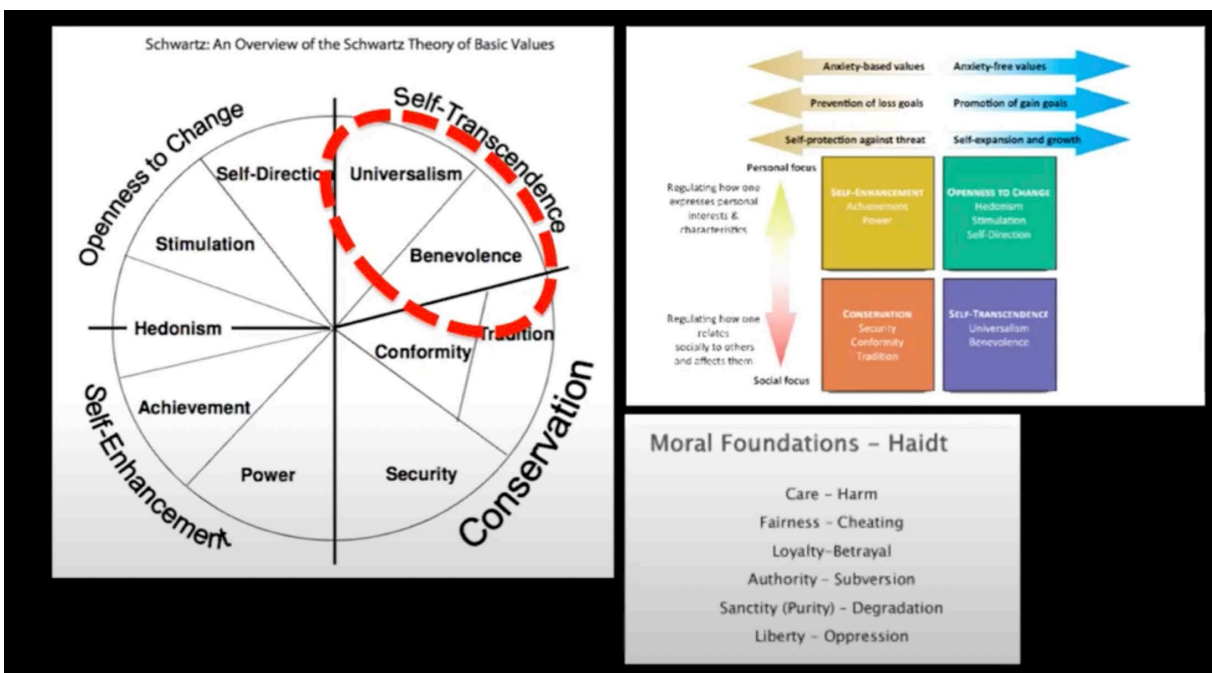 Schwartz: An Overview of the Schwartz Theory of Basic Values
Openness to Change
Self-Transcendence
Self-Direction
Universalism
Stimulation
Benevolence
Hedonism
Tradition
Conformity
Achievement
Self-Enhancement
Power
Security
Conservation
Anxiety-based values
Anxiety-free values
Prevention of loss goals
Promotion of gain goals
Self-protection against threat
Self-expansion and growth
Personal focus
Regulating how one
expresses personal
interests &
characteristics
SELF-ENHANCEMENT
Achievement
Power
OPENNESS TO CHANGE
Hedonism
Stimulation
Self-Direction
Regulating how one
relates
socially to others
and affects them
Social focus
CONSERVATION
Security
Conformity
Tradition
SELF-TRANSCENDENCE
Universalism
Benevolence
Moral Foundations – Haidt
Care – Harm
Fairness – Cheating
Loyalty-Betrayal
Authority – Subversion
Sanctity (Purity) – Degradation
Liberty – Oppression